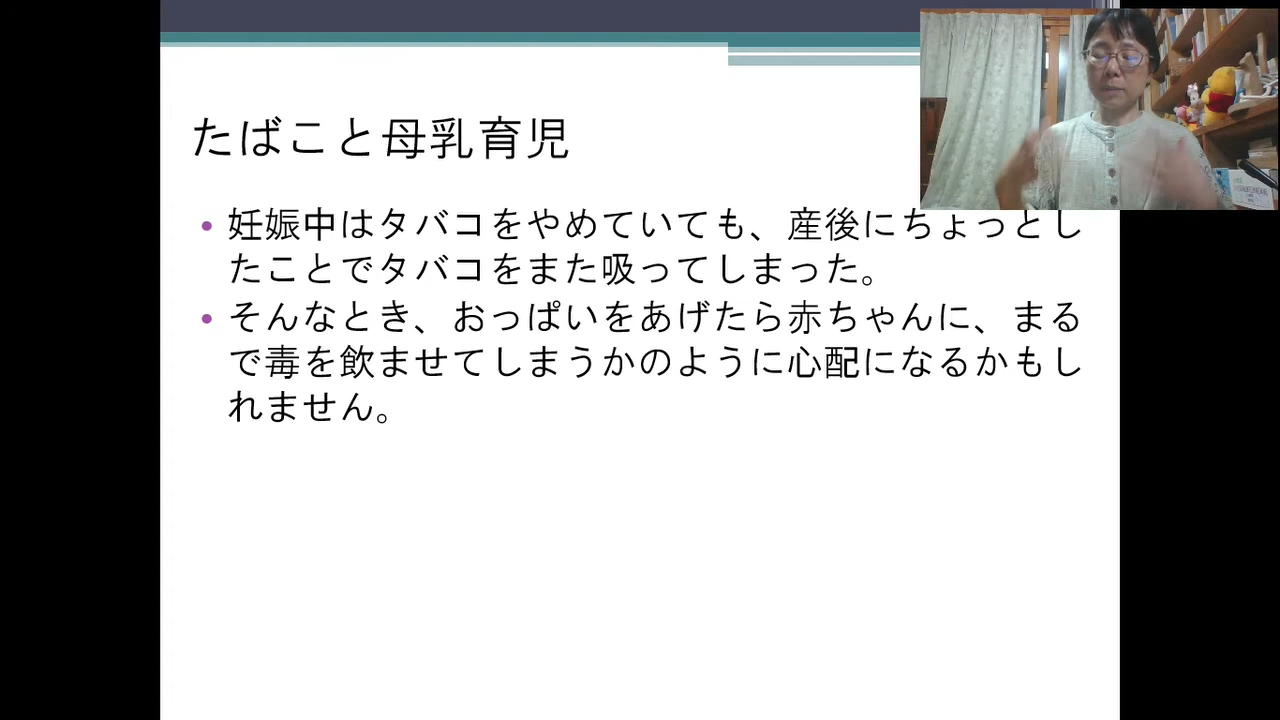 たばこと母乳育児
• 妊娠中はタバコをやめていても、産後にちょっとし
たことでタバコをまた吸ってしまった。
• そんなとき、おっぱいをあげたら赤ちゃんに、まる
で毒を飲ませてしまうかのように心配になるかもし
れません。